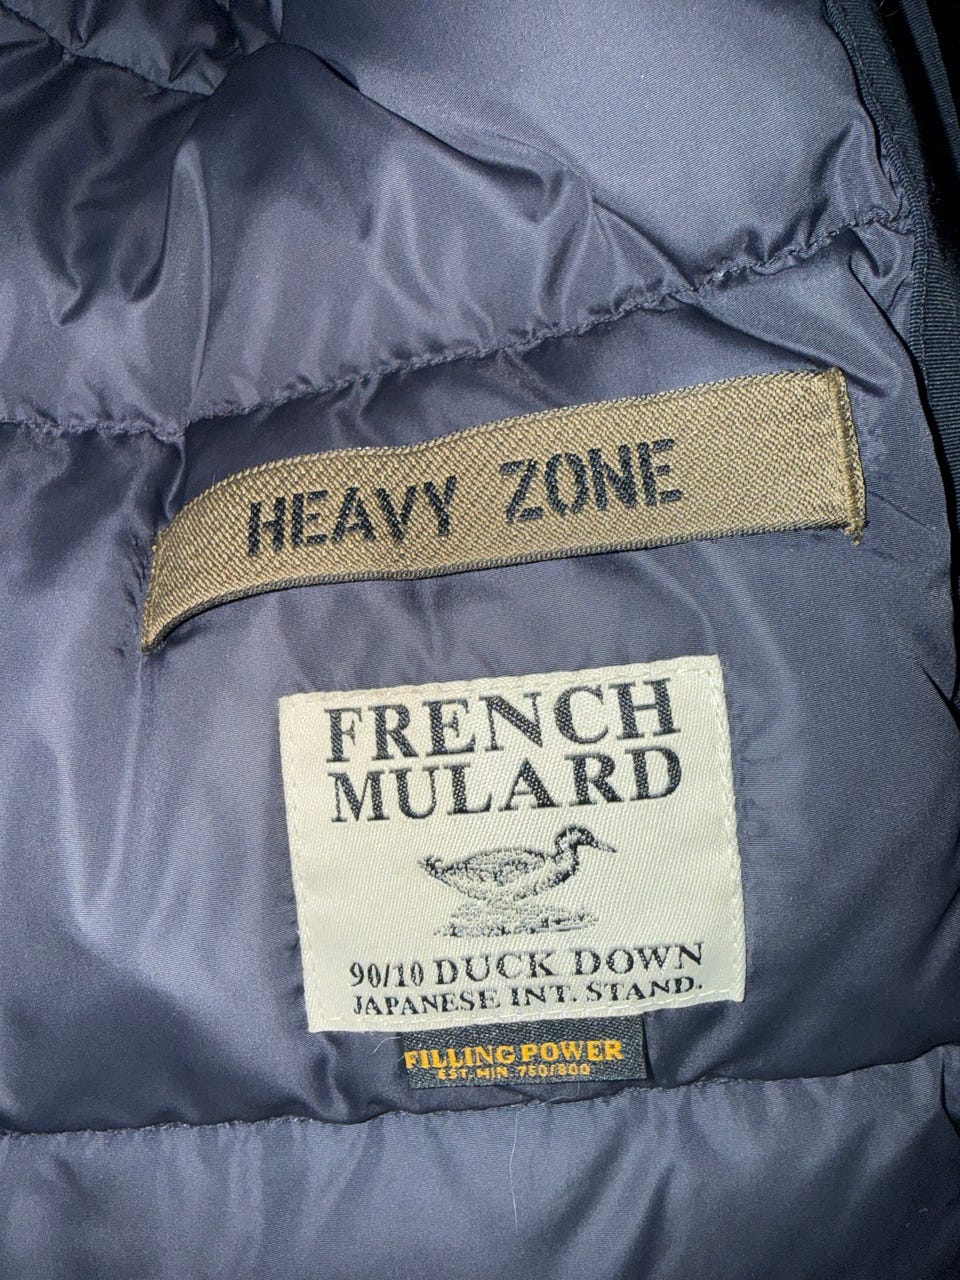 HEAVY ZONE
FRENCH
MULARD
90/10 DUCK DOWN
JAPANESE INT. STAND.
FILLING POWER
EST. MIN. 750/800